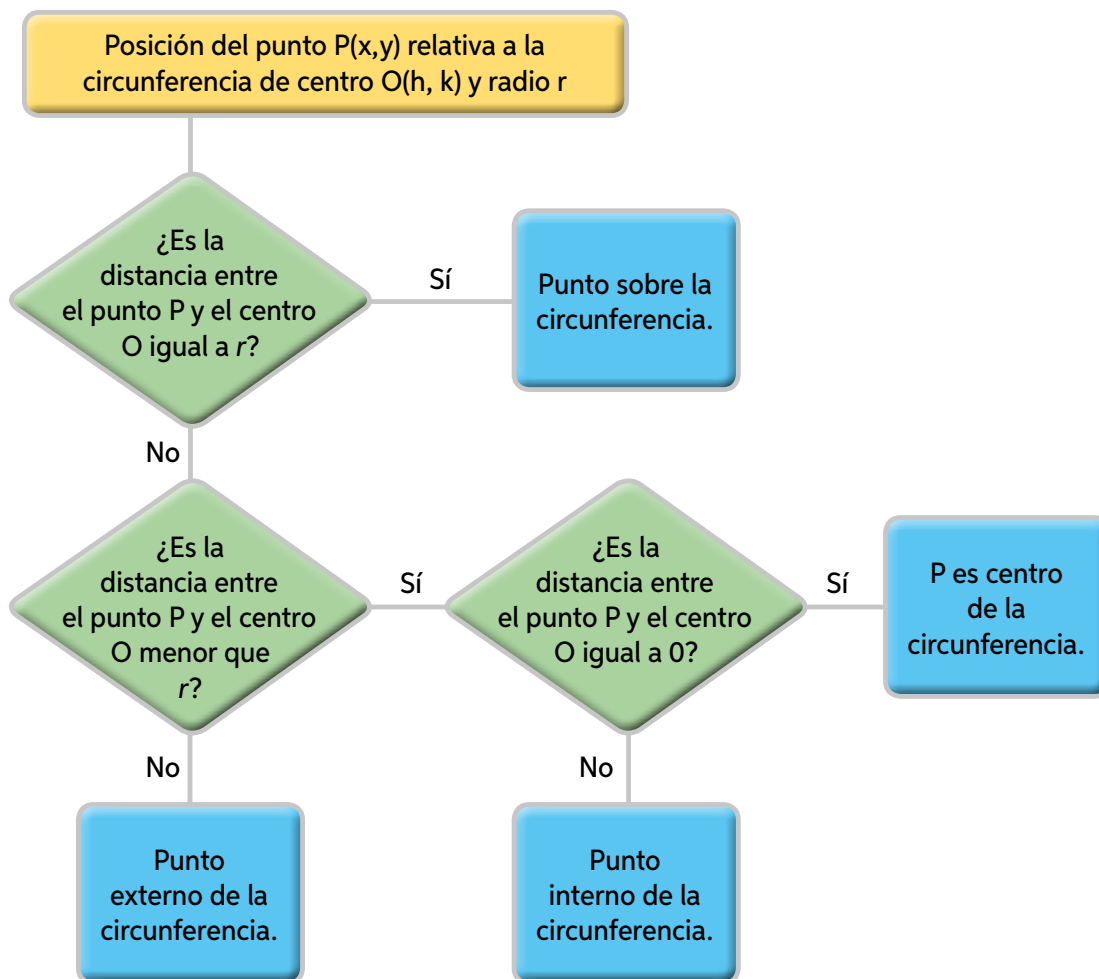 Posición del punto P(x,y) relativa a la
circunferencia de centro O(h, k) y radio r
¿Es la
distancia entre
el punto P y el centro
O igual a r?
Sí
Punto sobre la
circunferencia.
No
¿Es la
distancia entre
el punto P y el centro
O menor que
r?
Sí
¿Es la
distancia entre
el punto P y el centro
O igual a 0?
Sí
P es centro
de la
circunferencia.
No
No
Punto
externo de la
circunferencia.
Punto
interno de la
circunferencia.